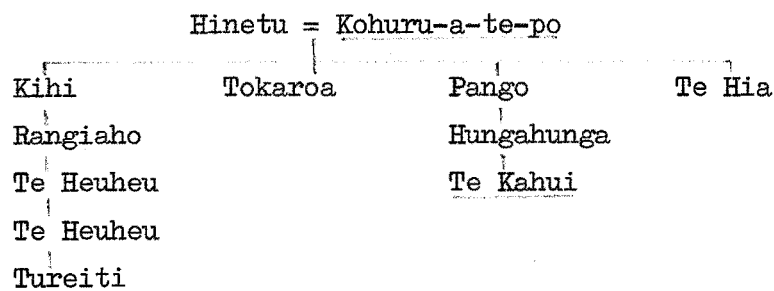 Hinetu = Kohuru-a-te-po
Kihi Tokaroa Pango Te Hia
Rangiaho Hungahunga
Te Heuheu Te Kahui
Te Heuheu
Tureiti